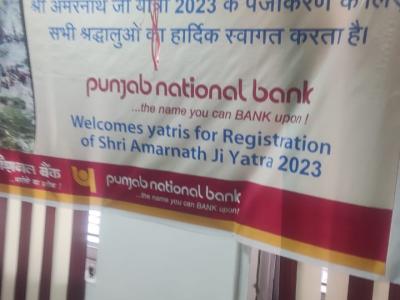 श्री अमरनाथ जी यात्रा 2023 के पंजीकरण के लिए
सभी श्रद्धालुओं का हार्दिक स्वागत करता है।
punjab national bank
...the name you can BANK upon!
Welcomes yatris for Registration
of Shri Amarnath Ji Yatra 2023
बैंक
punjab national bank
...the name you can BANK upon!